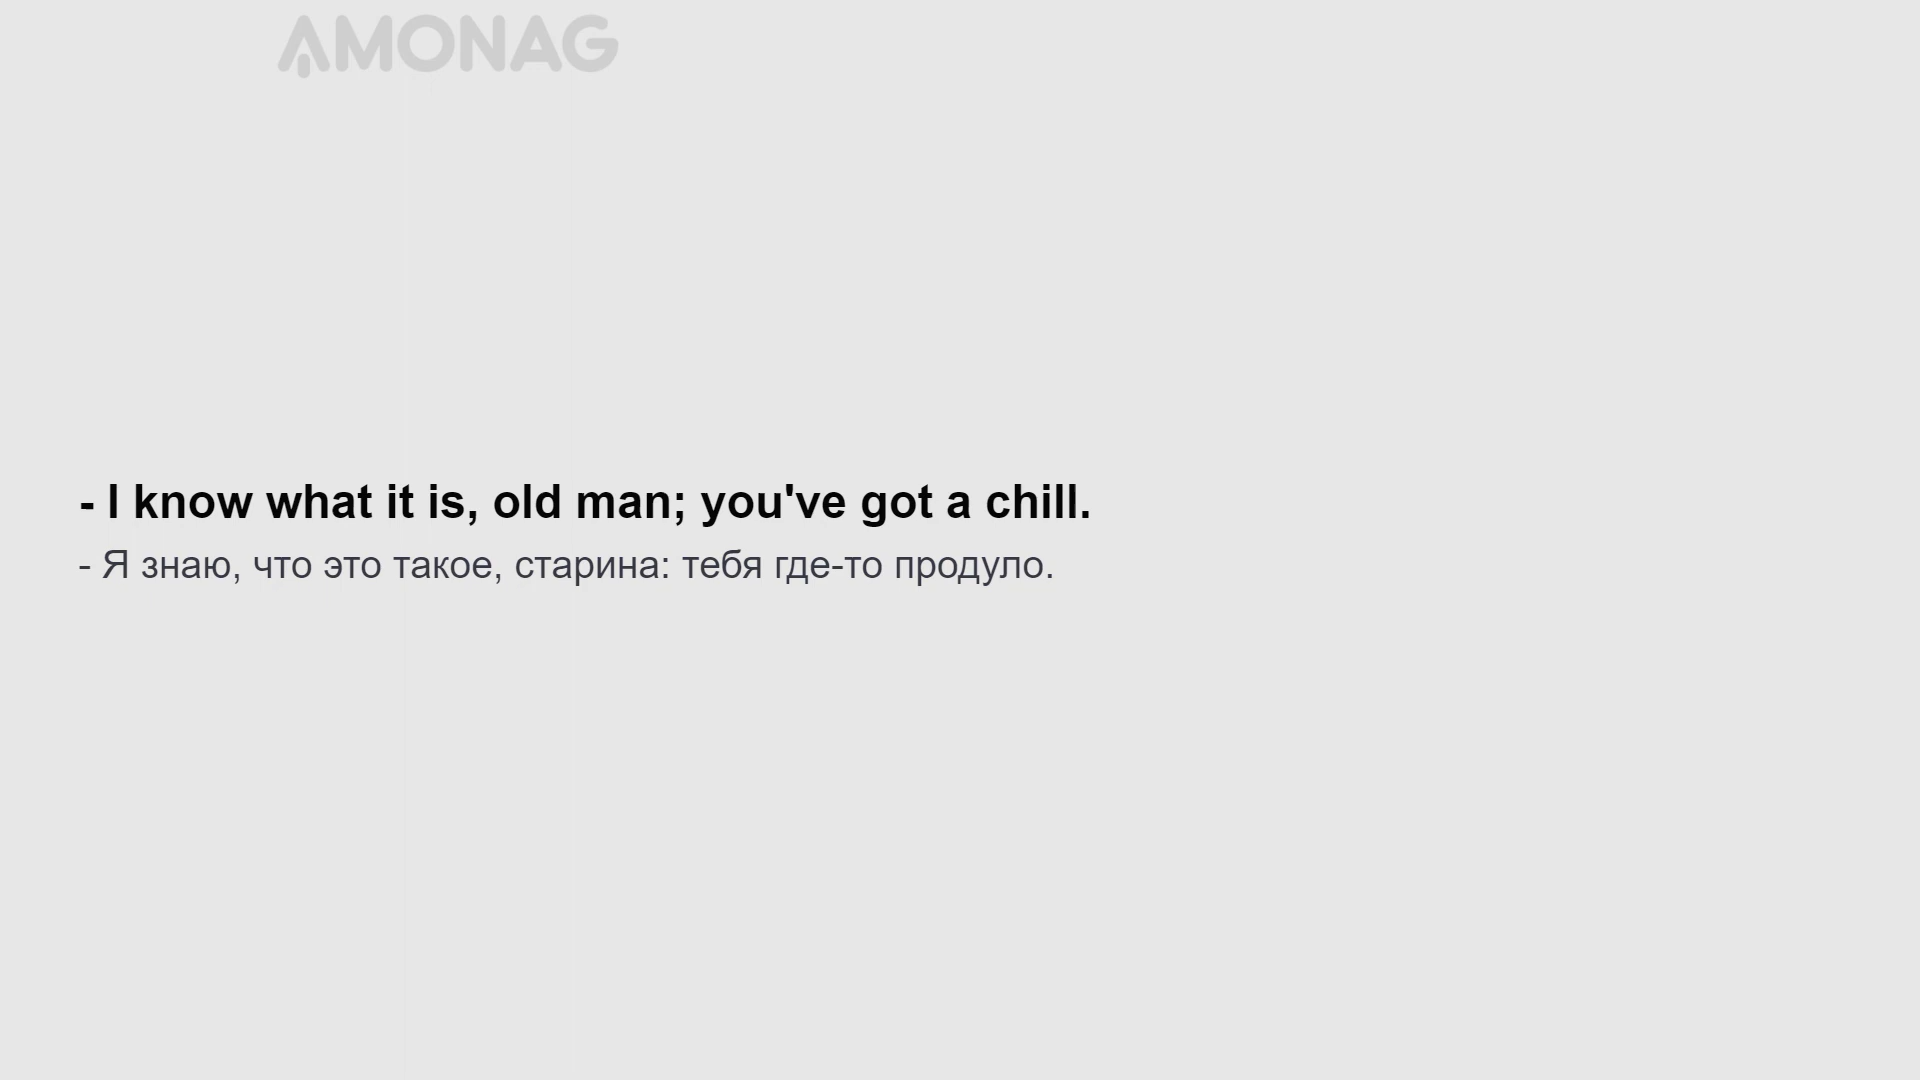 AMONAG
- I know what it is, old man; you've got a chill.
- Я знаю, что это такое, старина: тебя где-то продуло.